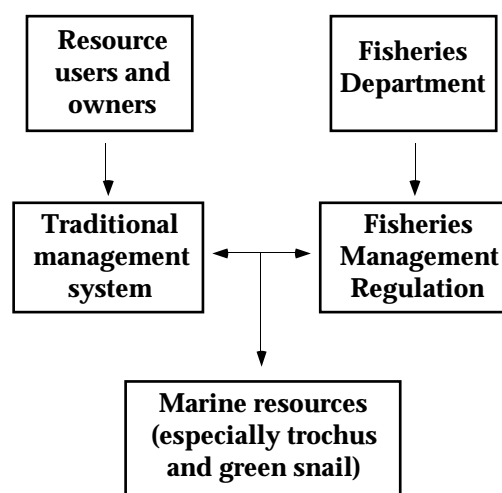 Resource
users and
owners
Fisheries
Department
Traditional
management
system
Fisheries
Management
Regulation
Marine resources
(especially trochus
and green snail)